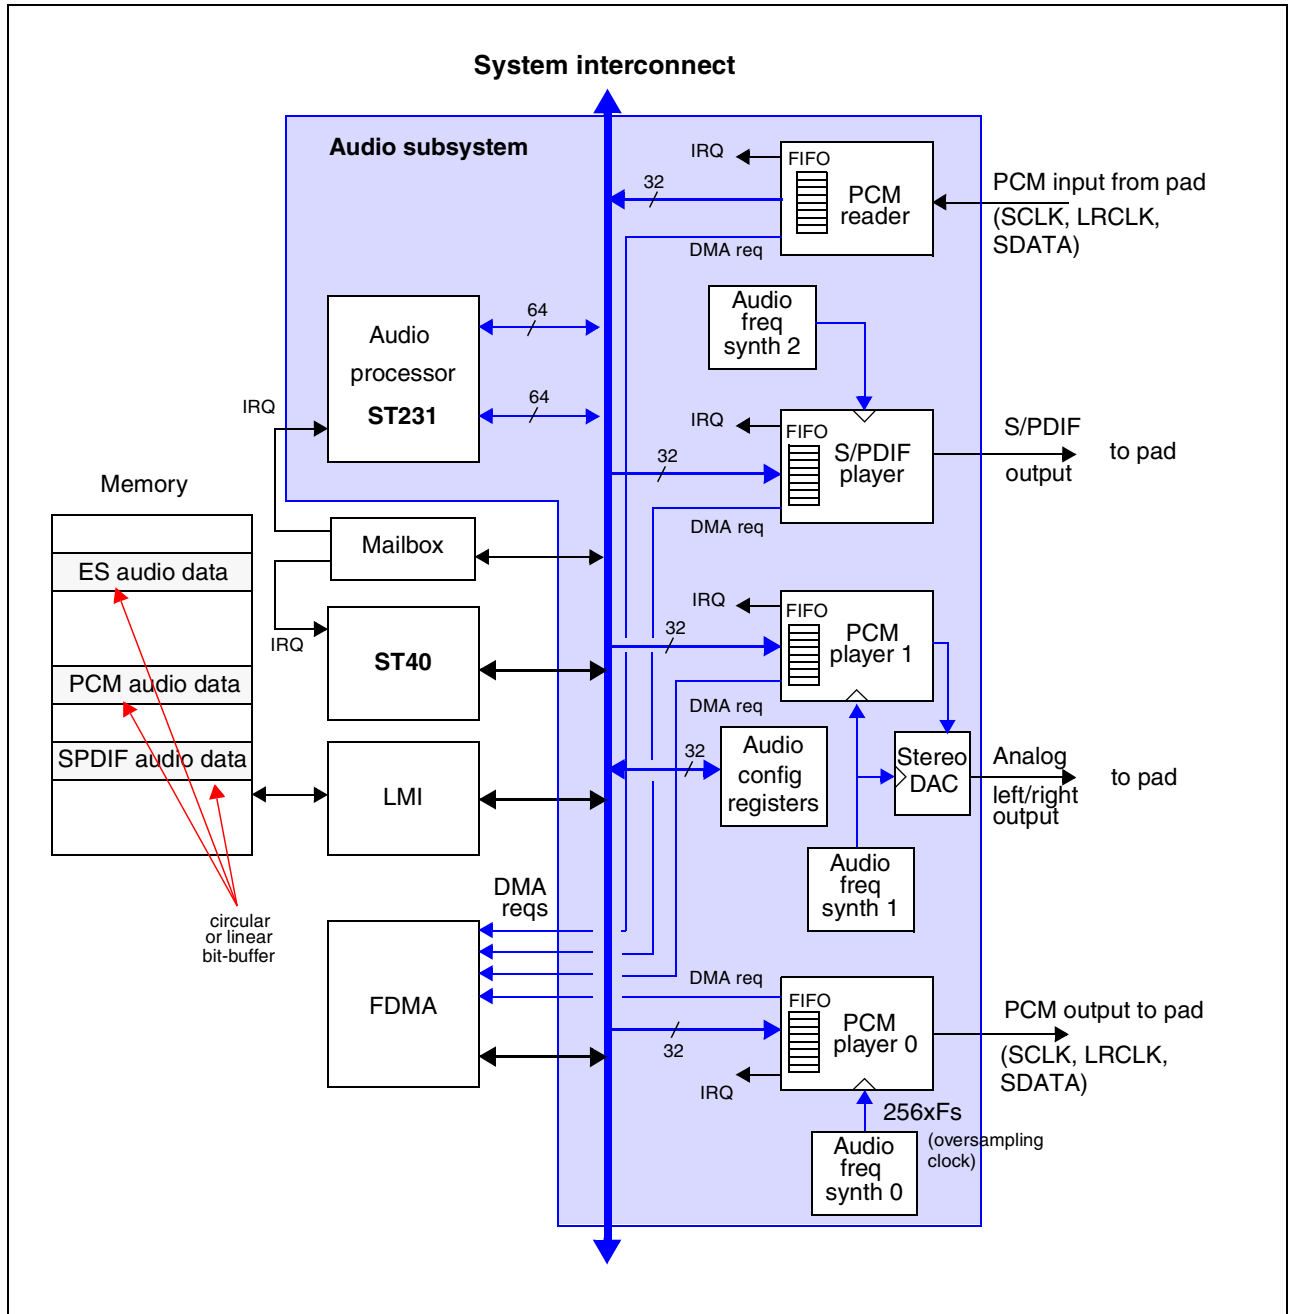 System interconnect
Audio subsystem
IRQ
FIFO
PCM
reader
32
DMA req
PCM input from pad
(SCLK, LRCLK,
SDATA)
Audio
freq
synth 2
Audio
processor
ST231
64
64
IRQ
IRQ
FIFO
S/PDIF
player
32
DMA req
S/PDIF
output
to pad
Memory
ES audio data
PCM audio data
SPDIF audio data
circular
or linear
bit-buffer
Mailbox
IRQ
ST40
LMI
IRQ
FIFO
PCM
player 1
32
DMA req
32
Audio
config
registers
Stereo
DAC
Analog
left/right
output
to pad
Audio
freq
synth 1
DMA
reqs
FDMA
DMA req
FIFO
PCM
player 0
32
IRQ
PCM output to pad
(SCLK, LRCLK,
SDATA)
256xFs
(oversampling
clock)
Audio
freq
synth 0